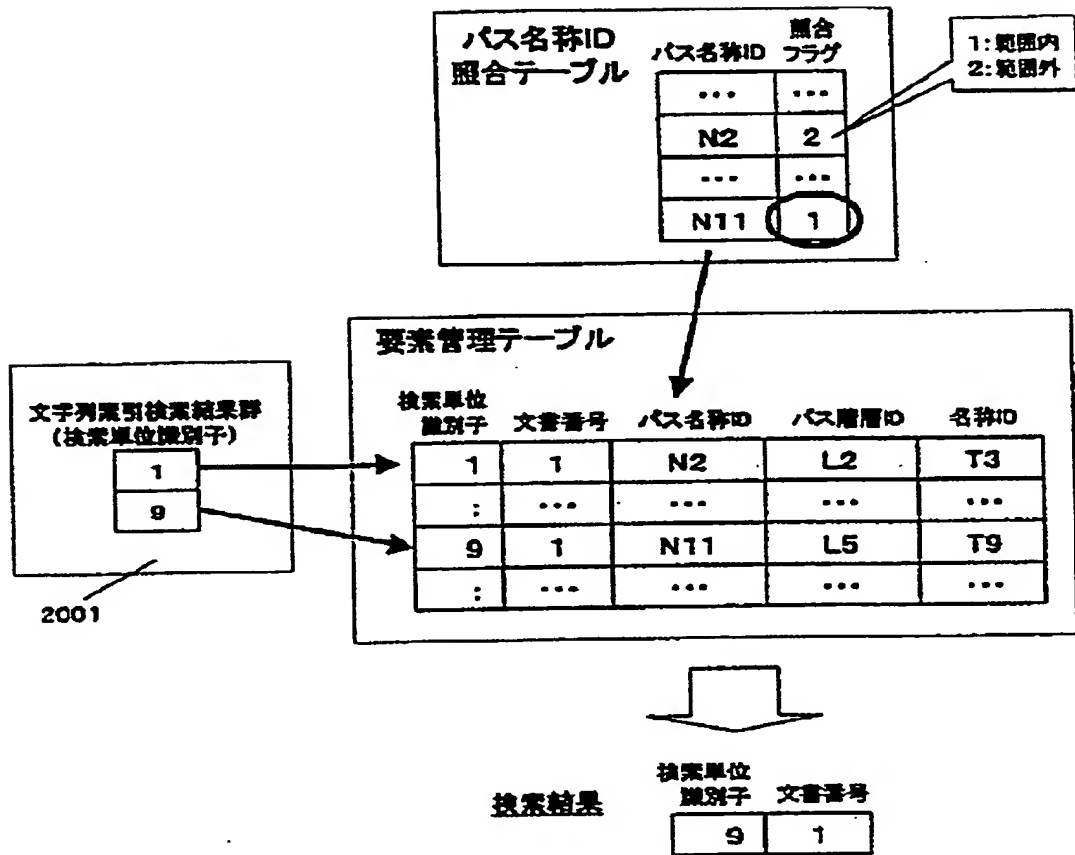 パス名称ID
照合テーブル
パス名称ID 照合フラグ
... ...
N2 2
... ...
N11 1
1:範囲内
2:範囲外
要素管理テーブル
検索単位識別子 文書番号 パス名称ID パス階層ID 名称ID
1 1 N2 L2 T3
: ... ... ... ...
9 1 N11 L5 T9
: ... ... ... ...
文字列索引検索結果群
(検索単位識別子)
1
9
2001
検索結果
検索単位識別子 文書番号
9 1